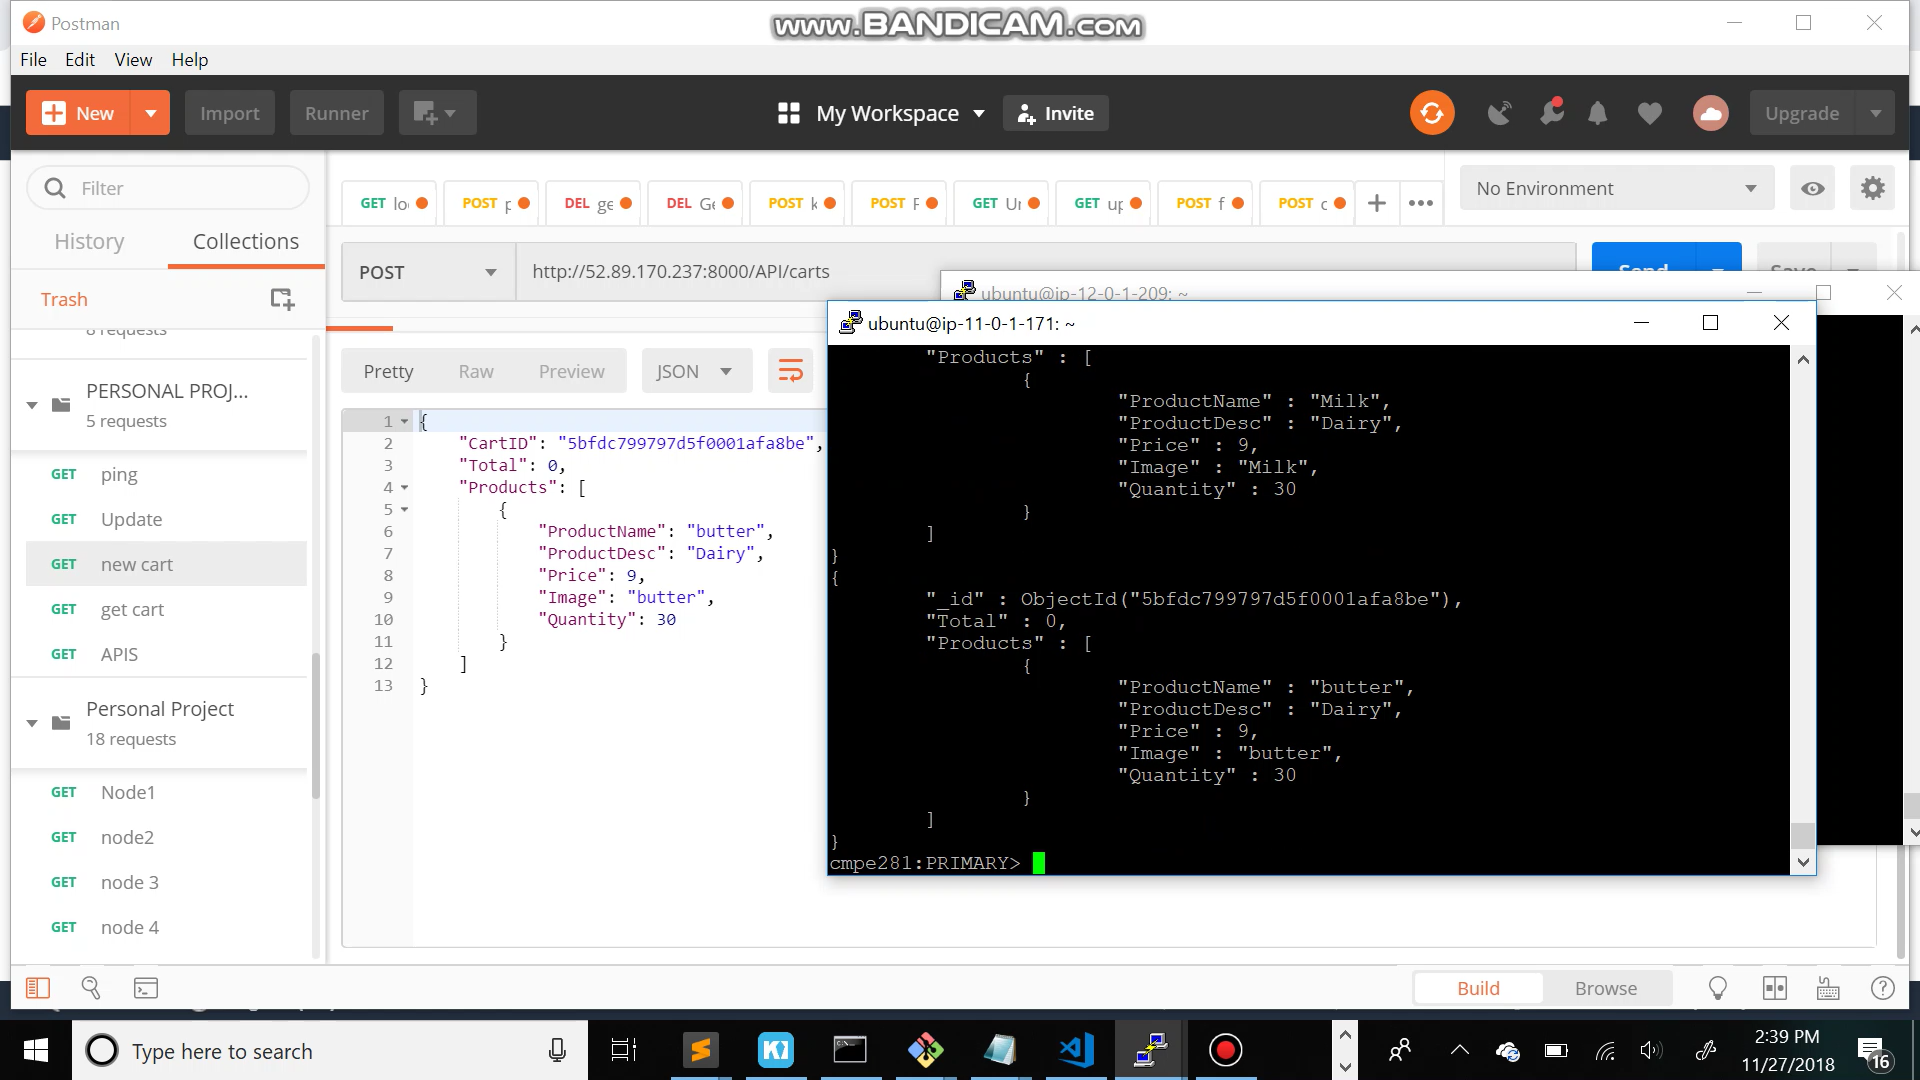 Postman
www.BANDICAM.com
File Edit View Help
New
Import
Runner
My Workspace
Invite
Upgrade
Filter
History
Collections
Trash
8 requests
PERSONAL PROJ...
5 requests
GET ping
GET Update
GET new cart
GET get cart
GET APIS
Personal Project
18 requests
GET Node1
GET node2
GET node 3
GET node 4
GET lo
POST p
DEL ge
DEL Ge
POST k
POST F
GET Ur
GET up
POST f
POST c
No Environment
POST
http://52.89.170.237:8000/API/carts
Send
Save
Pretty
Raw
Preview
JSON
1 {
2 "CartID": "5bfdc799797d5f0001afa8be",
3 "Total": 0,
4 "Products": [
5 {
6 "ProductName": "butter",
7 "ProductDesc": "Dairy",
8 "Price": 9,
9 "Image": "butter",
10 "Quantity": 30
11 }
12 ]
13 }
ubuntu@ip-12-0-1-209: ~
ubuntu@ip-11-0-1-171: ~
"Products" : [
{
"ProductName" : "Milk",
"ProductDesc" : "Dairy",
"Price" : 9,
"Image" : "Milk",
"Quantity" : 30
}
]
}
{
"_id" : ObjectId("5bfdc799797d5f0001afa8be"),
"Total" : 0,
"Products" : [
{
"ProductName" : "butter",
"ProductDesc" : "Dairy",
"Price" : 9,
"Image" : "butter",
"Quantity" : 30
}
]
}
cmpe281:PRIMARY>
Build
Browse
Type here to search
2:39 PM
11/27/2018
16